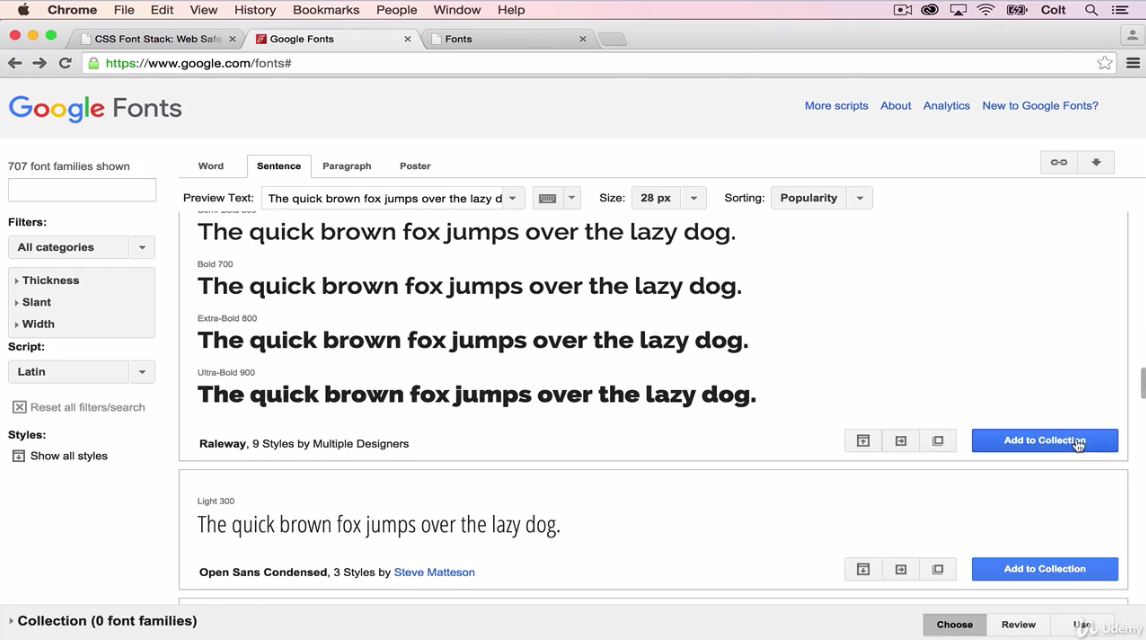 Chrome File Edit View History Bookmarks People Window Help Colt
CSS Font Stack: Web Safe
Google Fonts
Fonts
https://www.google.com/fonts#
Google Fonts
More scripts About Analytics New to Google Fonts?
707 font families shown
Word Sentence Paragraph Poster
Preview Text: The quick brown fox jumps over the lazy d Size: 28 px Sorting: Popularity
Filters:
All categories
Thickness
Slant
Width
Script:
Latin
Reset all filters/search
Styles:
Show all styles
The quick brown fox jumps over the lazy dog.
Bold 700
The quick brown fox jumps over the lazy dog.
Extra-Bold 800
The quick brown fox jumps over the lazy dog.
Ultra-Bold 900
The quick brown fox jumps over the lazy dog.
Raleway, 9 Styles by Multiple Designers
Add to Collection
Light 300
The quick brown fox jumps over the lazy dog.
Open Sans Condensed, 3 Styles by Steve Matteson
Add to Collection
Collection (0 font families)
Choose Review Use
Udemy